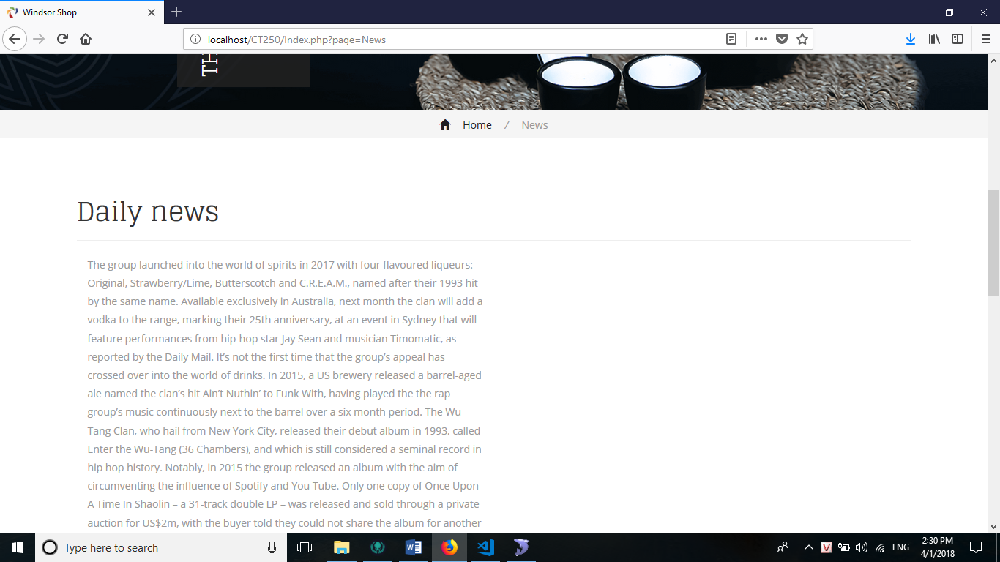 Windsor Shop
localhost/CT250/Index.php?page=News
TH
Home / News
Daily news
The group launched into the world of spirits in 2017 with four flavoured liqueurs:
Original, Strawberry/Lime, Butterscotch and C.R.E.A.M., named after their 1993 hit
by the same name. Available exclusively in Australia, next month the clan will add a
vodka to the range, marking their 25th anniversary, at an event in Sydney that will
feature performances from hip-hop star Jay Sean and musician Timomatic, as
reported by the Daily Mail. It’s not the first time that the group’s appeal has
crossed over into the world of drinks. In 2015, a US brewery released a barrel-aged
ale named the clan’s hit Ain’t Nuthin’ to Funk With, having played the the rap
group’s music continuously next to the barrel over a six month period. The Wu-
Tang Clan, who hail from New York City, released their debut album in 1993, called
Enter the Wu-Tang (36 Chambers), and which is still considered a seminal record in
hip hop history. Notably, in 2015 the group released an album with the aim of
circumventing the influence of Spotify and You Tube. Only one copy of Once Upon
A Time In Shaolin – a 31-track double LP – was released and sold through a private
auction for US$2m, with the buyer told they could not share the album for another
Type here to search
ENG
2:30 PM
4/1/2018